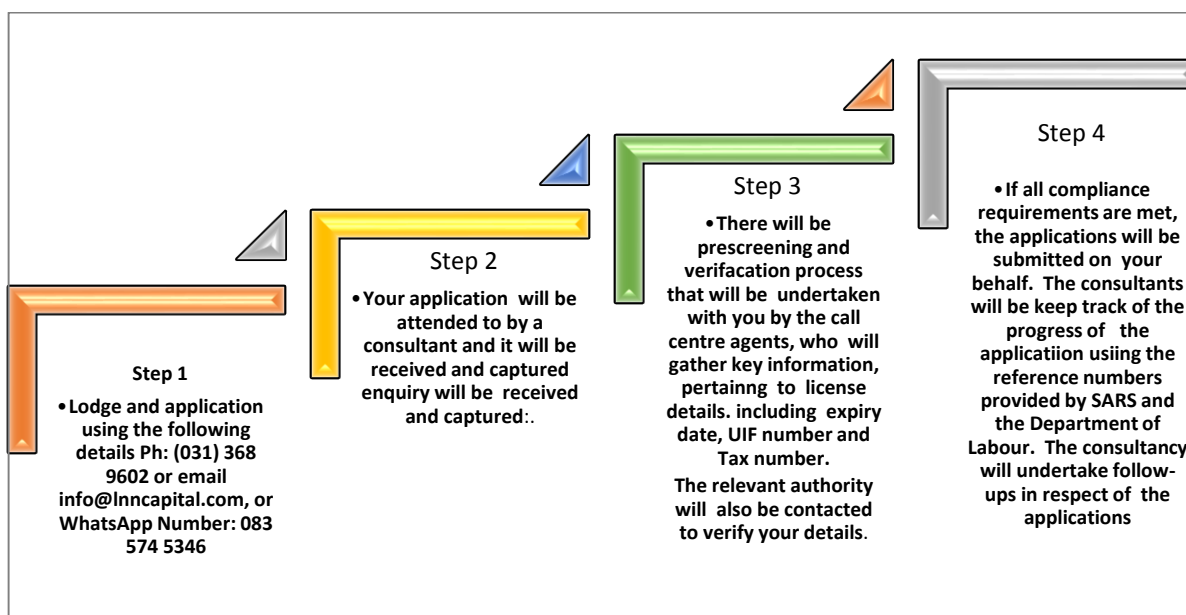 Step 1
•Lodge and application
using the following
details Ph: (031) 368
9602 or email
info@lnncapital.com, or
WhatsApp Number: 083
574 5346
Step 2
•Your application will be
attended to by a
consultant and it will be
received and captured
enquiry will be received
and captured:.
Step 3
•There will be
prescreening and
verifacation process
that will be undertaken
with you by the call
centre agents, who will
gather key information,
pertainng to license
details. including expiry
date, UIF number and
Tax number.
The relevant authority
will also be contacted
to verify your details.
Step 4
•If all compliance
requirements are met,
the applications will be
submitted on your
behalf. The consultants
will be keep track of the
progress of the
applicatiion usiing the
reference numbers
provided by SARS and
the Department of
Labour. The consultancy
will undertake follow-
ups in respect of the
applications